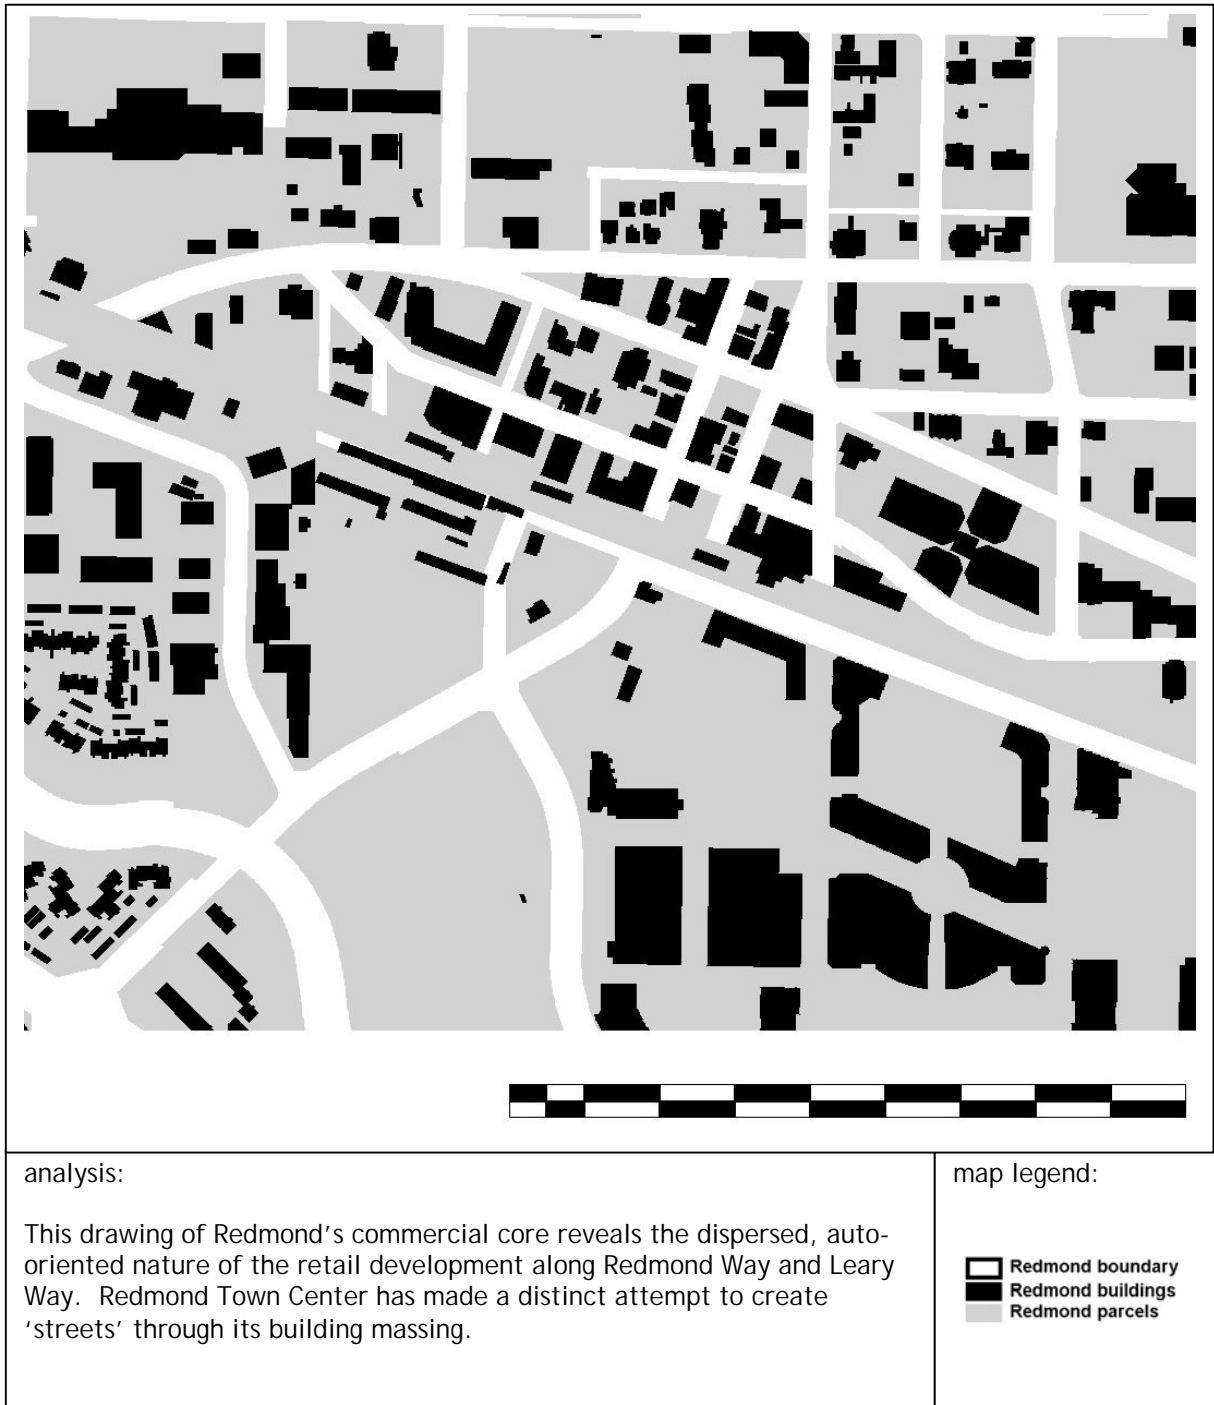 analysis:
This drawing of Redmond’s commercial core reveals the dispersed, auto-
oriented nature of the retail development along Redmond Way and Leary
Way.  Redmond Town Center has made a distinct attempt to create
‘streets’ through its building massing.
map legend:
Redmond boundary
Redmond buildings
Redmond parcels